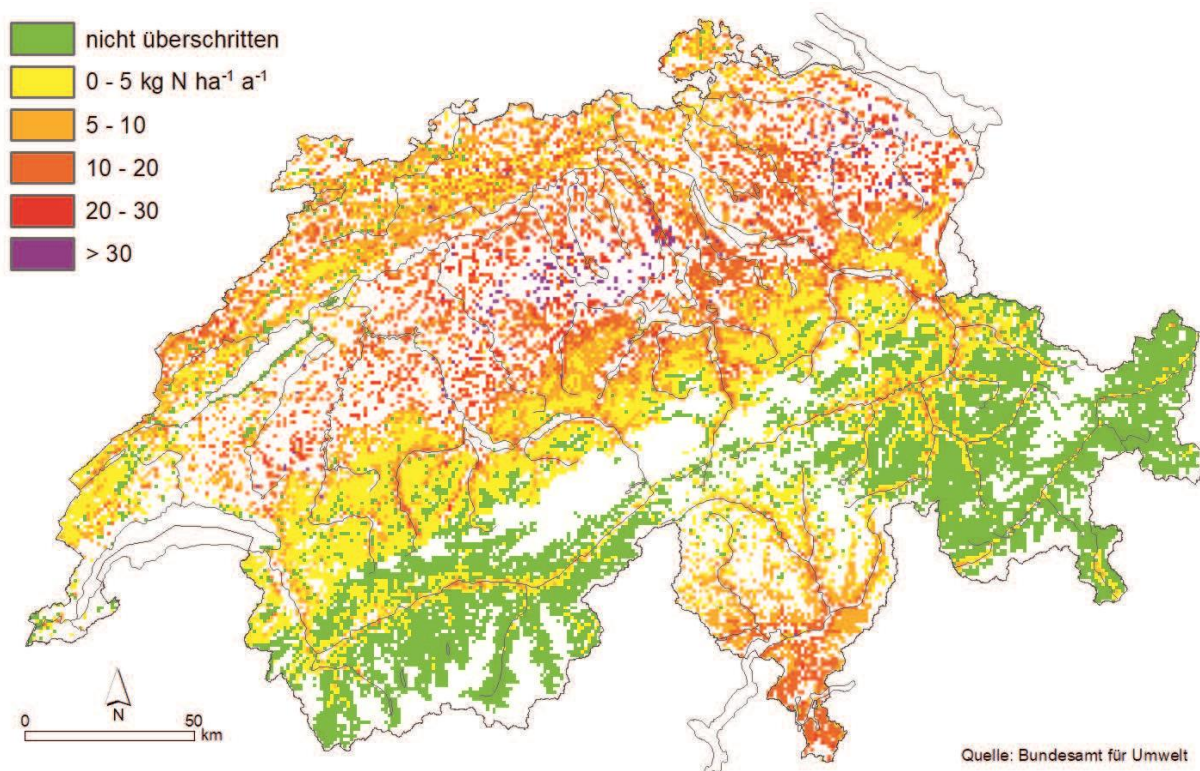 nicht überschritten
0 - 5 kg N ha⁻¹ a⁻¹
5 - 10
10 - 20
20 - 30
> 30
N
0 50
km
Quelle: Bundesamt für Umwelt